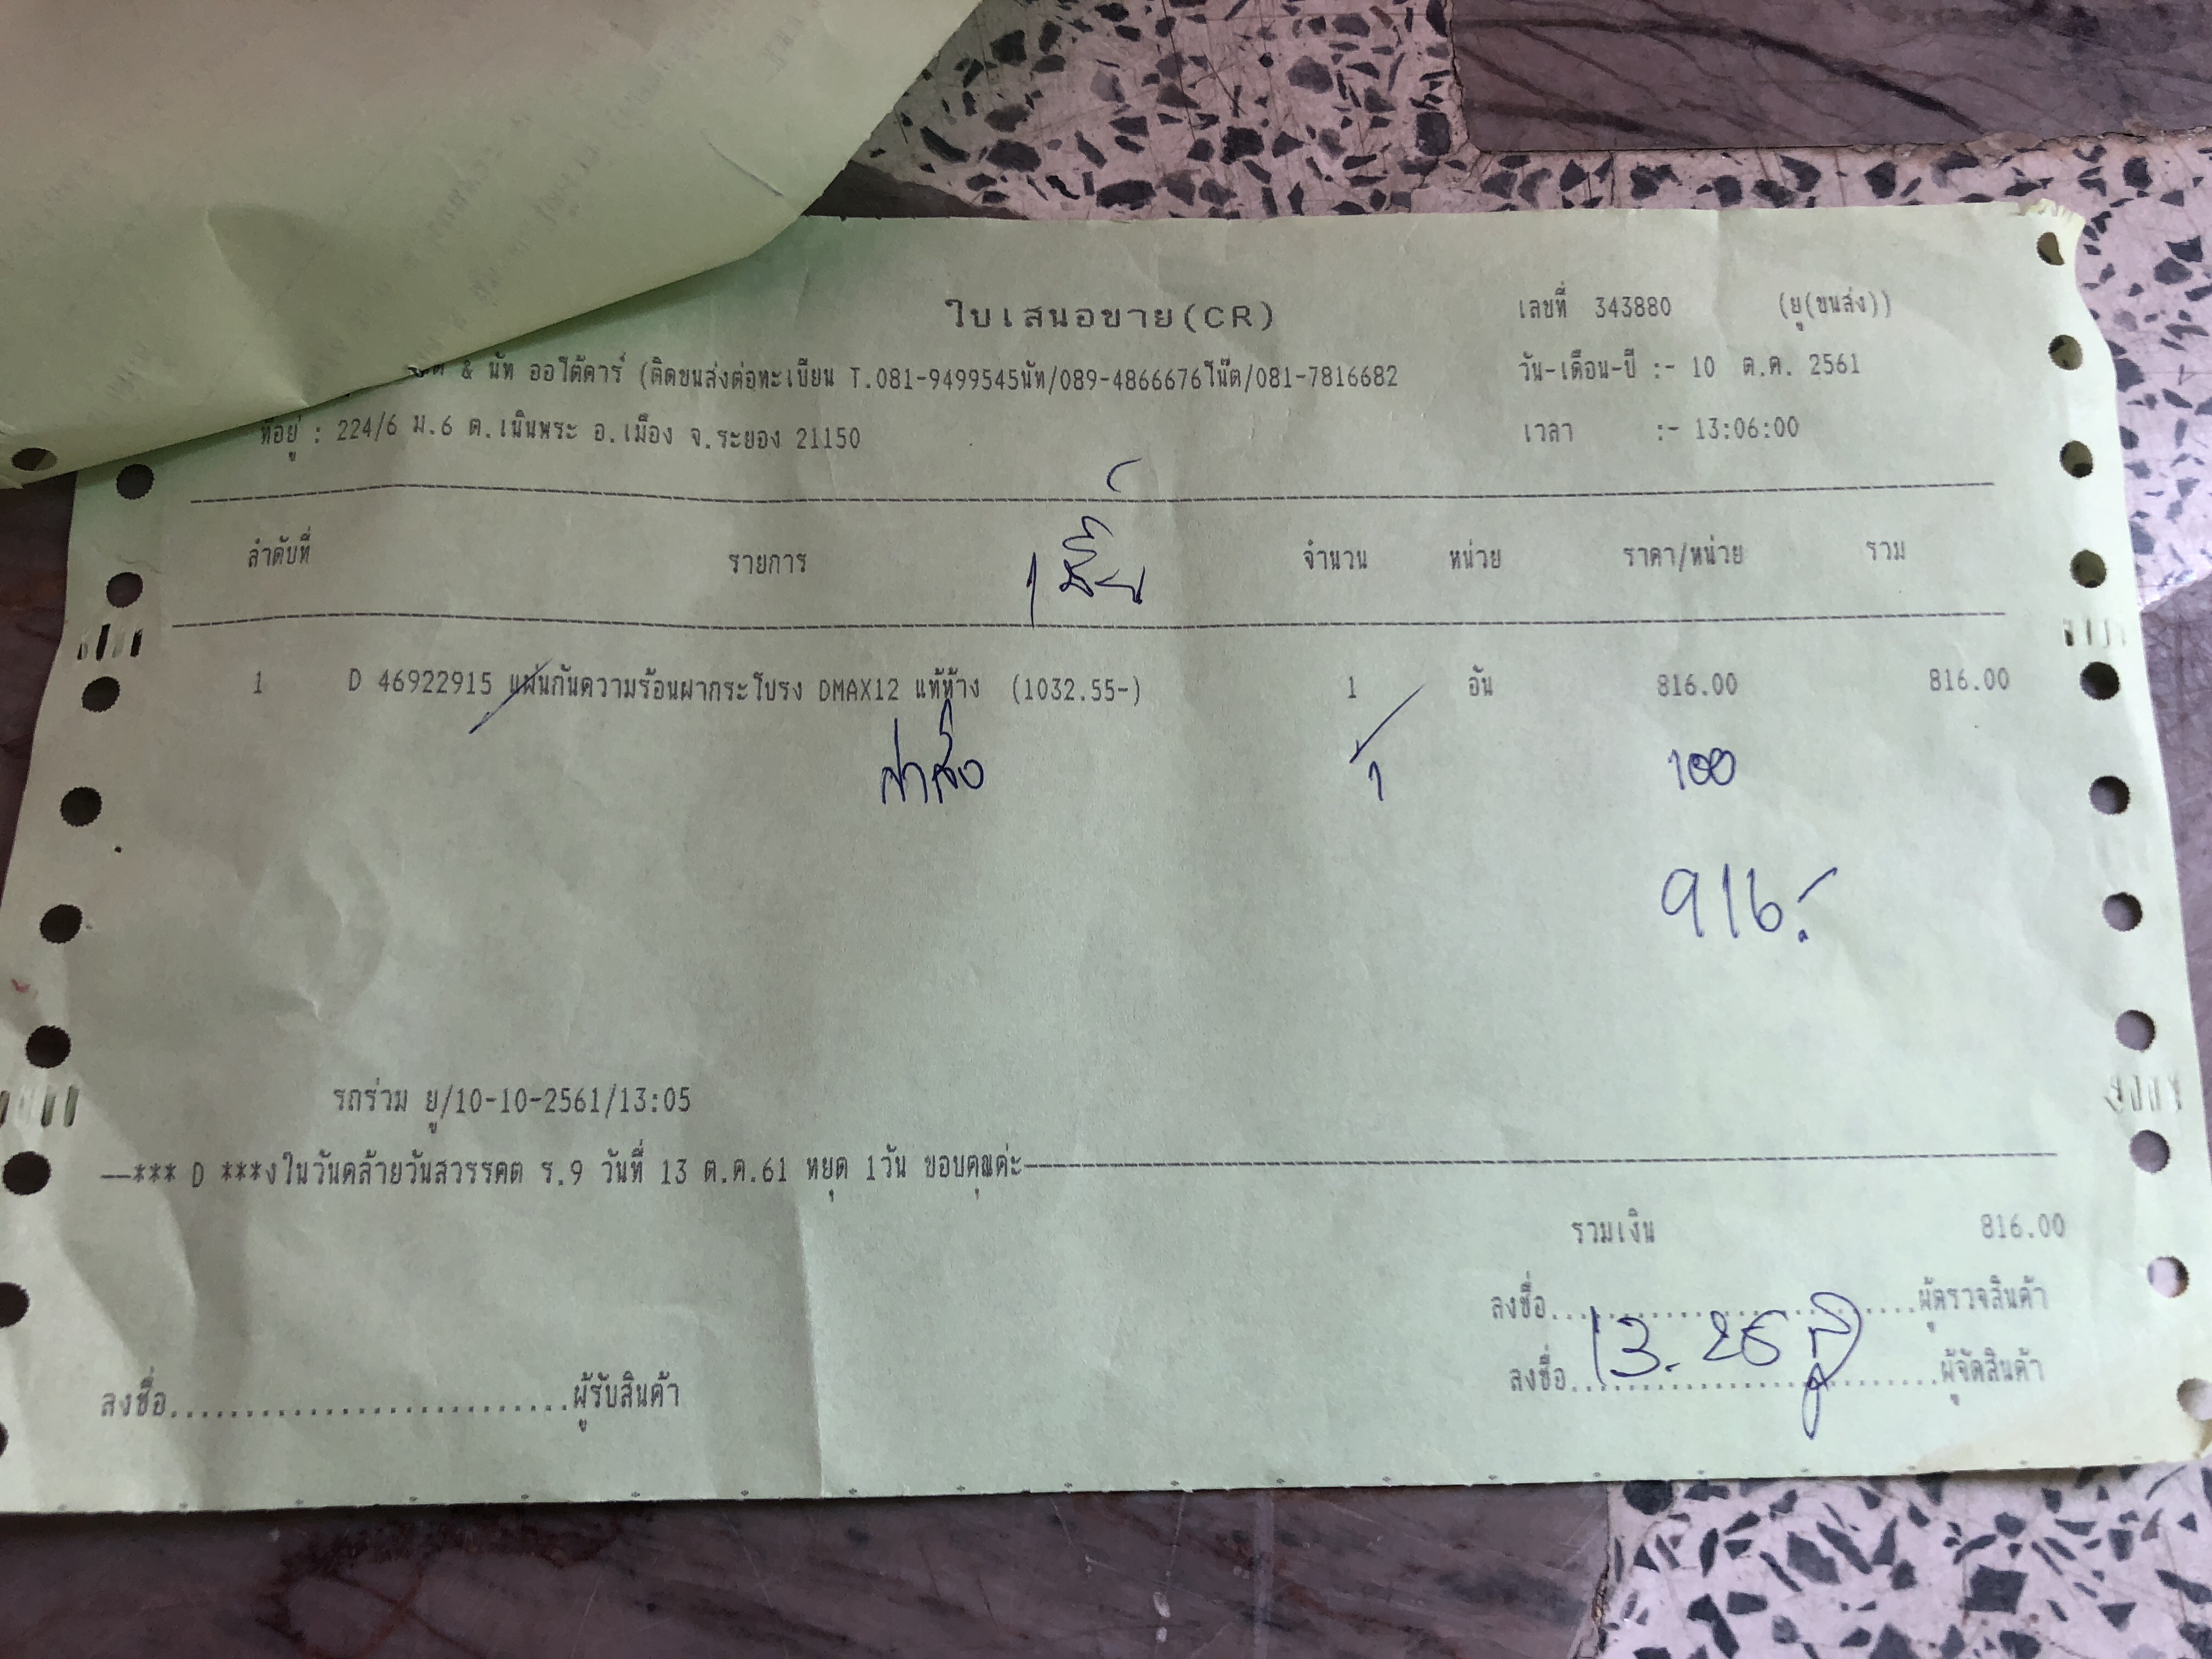 ใบเสนอขาย(CR)
เลขที่ 343880 (ยู(ขนส่ง))
& นัท ออโต้คาร์ (ติดขนส่งต่อทะเบียน T.081-9499545นัท/089-4866676โน๊ต/081-7816682
วัน-เดือน-ปี :- 10 ต.ค. 2561
ที่อยู่ : 224/6 ม.6 ต.เนินพระ อ.เมือง จ.ระยอง 21150
เวลา :- 13:06:00
ลำดับที่ รายการ จำนวน หน่วย ราคา/หน่วย รวม
1 ชิ้น
1 D 46922915 แผ่นกันความร้อนฝากระโปรง DMAX12 แท้ห้าง (1032.55-) 1 อัน 816.00 816.00
ค่าส่ง 1 100
916.-
รถร่วม ยู/10-10-2561/13:05
--*** D ***งในวันคล้ายวันสวรรคต ร.9 วันที่ 13 ต.ค.61 หยุด 1วัน ขอบคุณค่ะ
รวมเงิน 816.00
ลงชื่อ..........ผู้ตรวจสินค้า
13.26
ลงชื่อ..........ผู้จัดสินค้า
ลงชื่อ..........ผู้รับสินค้า